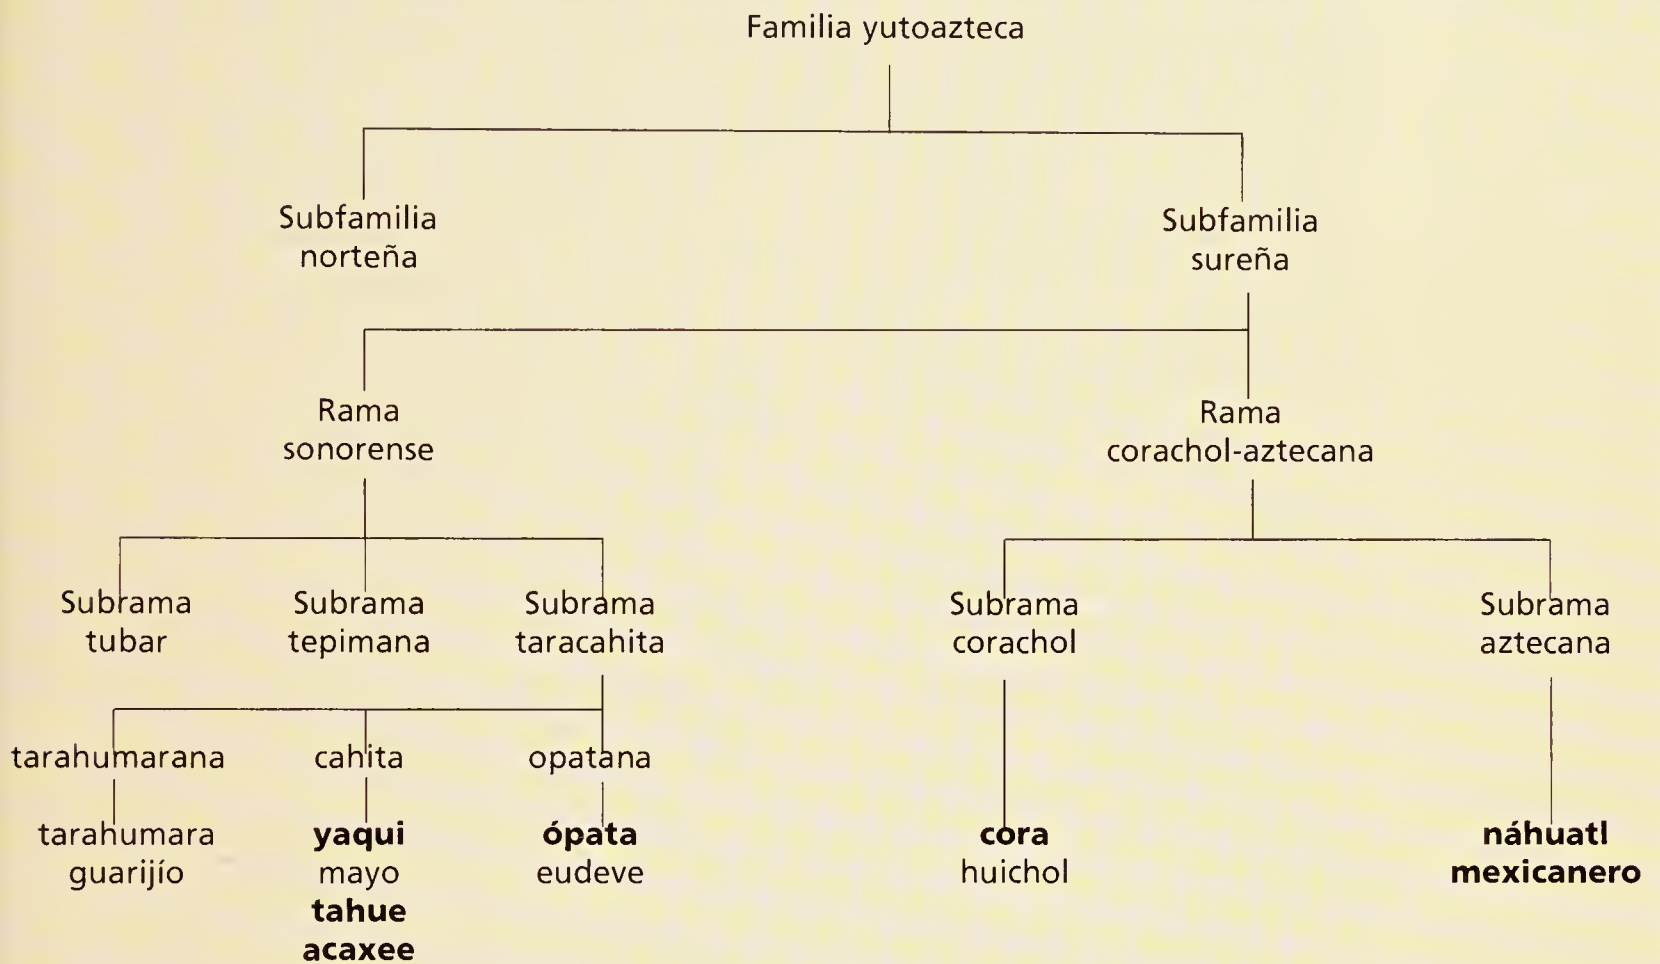 Familia yutoazteca
Subfamilia
norteña
Subfamilia
sureña
Rama
sonorense
Rama
corachol-aztecana
Subrama
tubar
Subrama
tepimana
Subrama
taracahita
Subrama
corachol
Subrama
aztecana
tarahumarana
cahita
opatana
tarahumara
guarijío
yaqui
mayo
tahue
acaxee
ópata
eudeve
cora
huichol
náhuatl
mexicanero